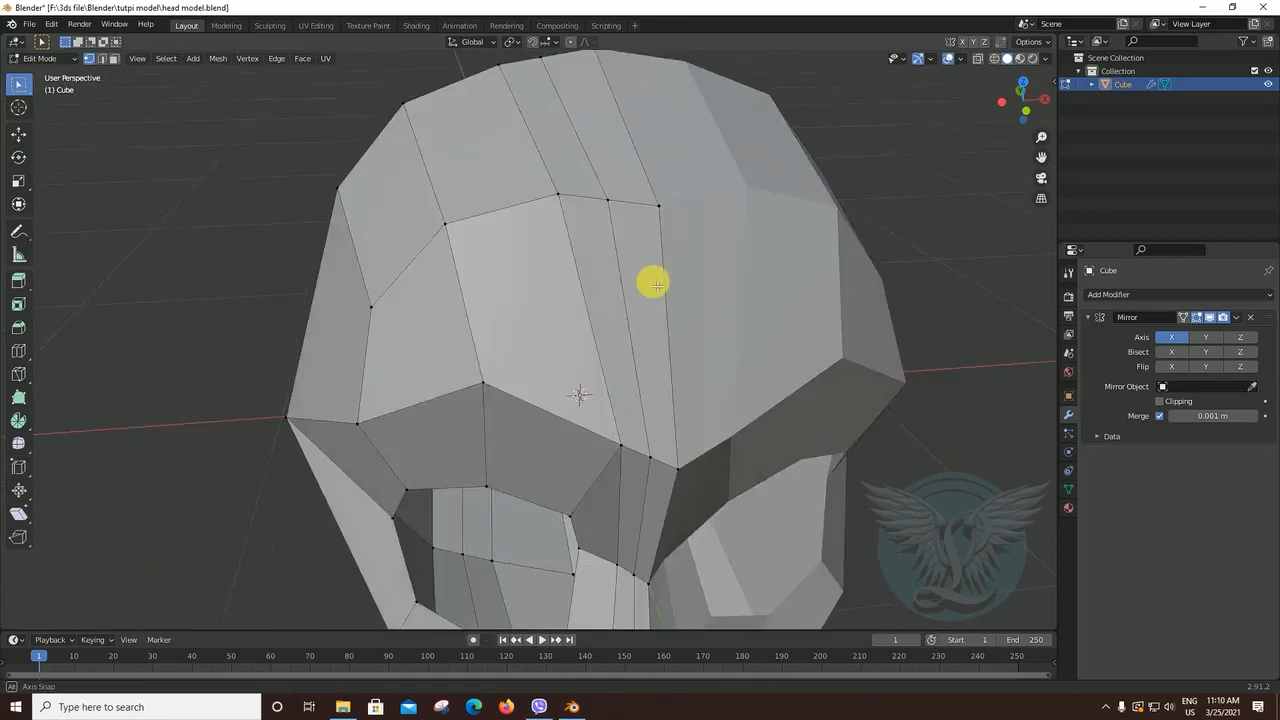 Blender* [F:\3ds file\Blender\tutpi model\head model.blend]
File Edit Render Window Help
Layout Modeling Sculpting UV Editing Texture Paint Shading Animation Rendering Compositing Scripting +
Scene View Layer
Global X Y Z Options
Edit Mode View Select Add Mesh Vertex Edge Face UV
User Perspective
(1) Cube
Z
X
Scene Collection
Collection
Cube
Cube
Add Modifier
Mirror
Axis X Y Z
Bisect X Y Z
Flip X Y Z
Mirror Object
Clipping
Merge 0.001 m
Data
Playback Keying View Marker
1 Start 1 End 250
1 10 20 30 40 50 60 70 80 90 100 110 120 130 140 150 160 170 180 190 200 210 220 230 240 250
Axis Snap
2.91.2
Type here to search
ENG
US
11:10 AM
3/25/2021